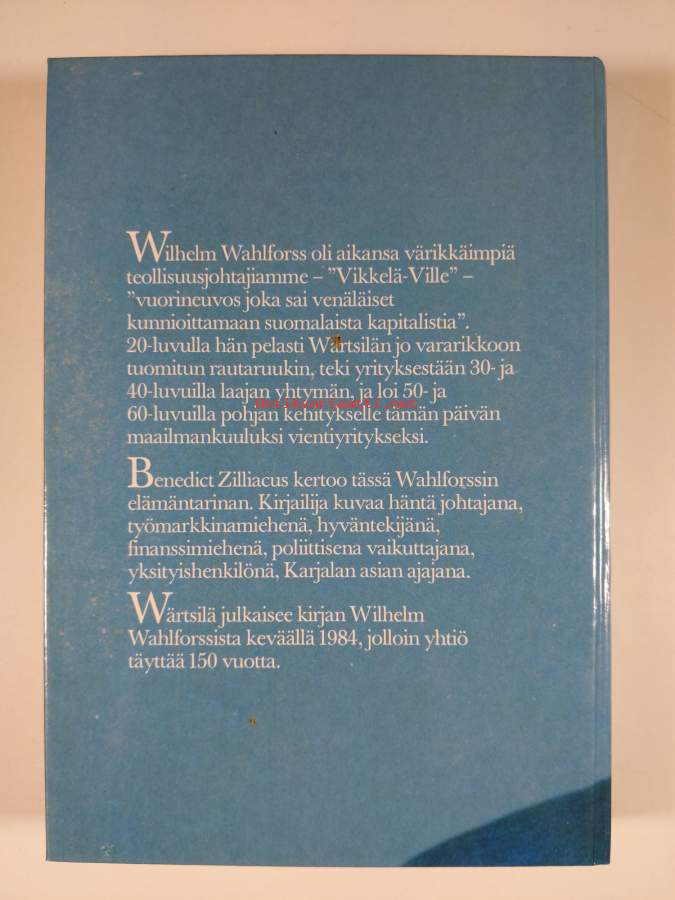 Wilhelm Wahlforss oli aikansa värikkäimpiä
teollisuusjohtajiamme – ”Vikkelä-Ville” –
”vuorineuvos joka sai venäläiset
kunnioittamaan suomalaista kapitalistia”.
20-luvulla hän pelasti Wärtsilän jo vararikkoon
tuomitun rautaruukin, teki yrityksestään 30- ja
40-luvuilla laajan yhtymän, ja loi 50- ja
antikvariaatti.net
60-luvuilla pohjan kehitykselle tämän päivän
maailmankuuluksi vientiyritykseksi.
Benedict Zilliacus kertoo tässä Wahlforssin
elämäntarinan. Kirjailija kuvaa häntä johtajana,
työmarkkinamiehenä, hyväntekijänä,
finanssimiehenä, poliittisena vaikuttajana,
yksityishenkilönä, Karjalan asian ajajana.
Wärtsilä julkaisee kirjan Wilhelm
Wahlforssista keväällä 1984, jolloin yhtiö
täyttää 150 vuotta.